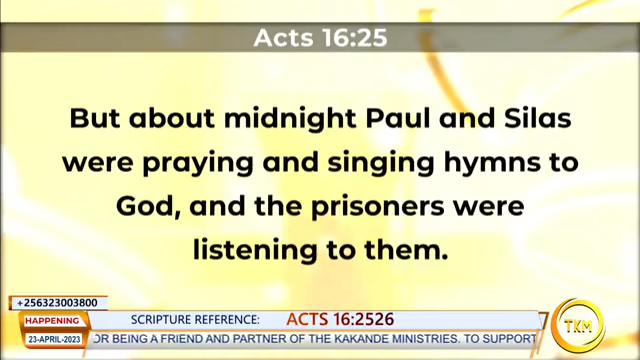 Acts 16:25
But about midnight Paul and Silas
were praying and singing hymns to
God, and the prisoners were
listening to them.
+256323003800
HAPPENING
SCRIPTURE REFERENCE: ACTS 16:2526
TKM
23-APRIL-2023
OR BEING A FRIEND AND PARTNER OF THE KAKANDE MINISTRIES. TO SUPPORT